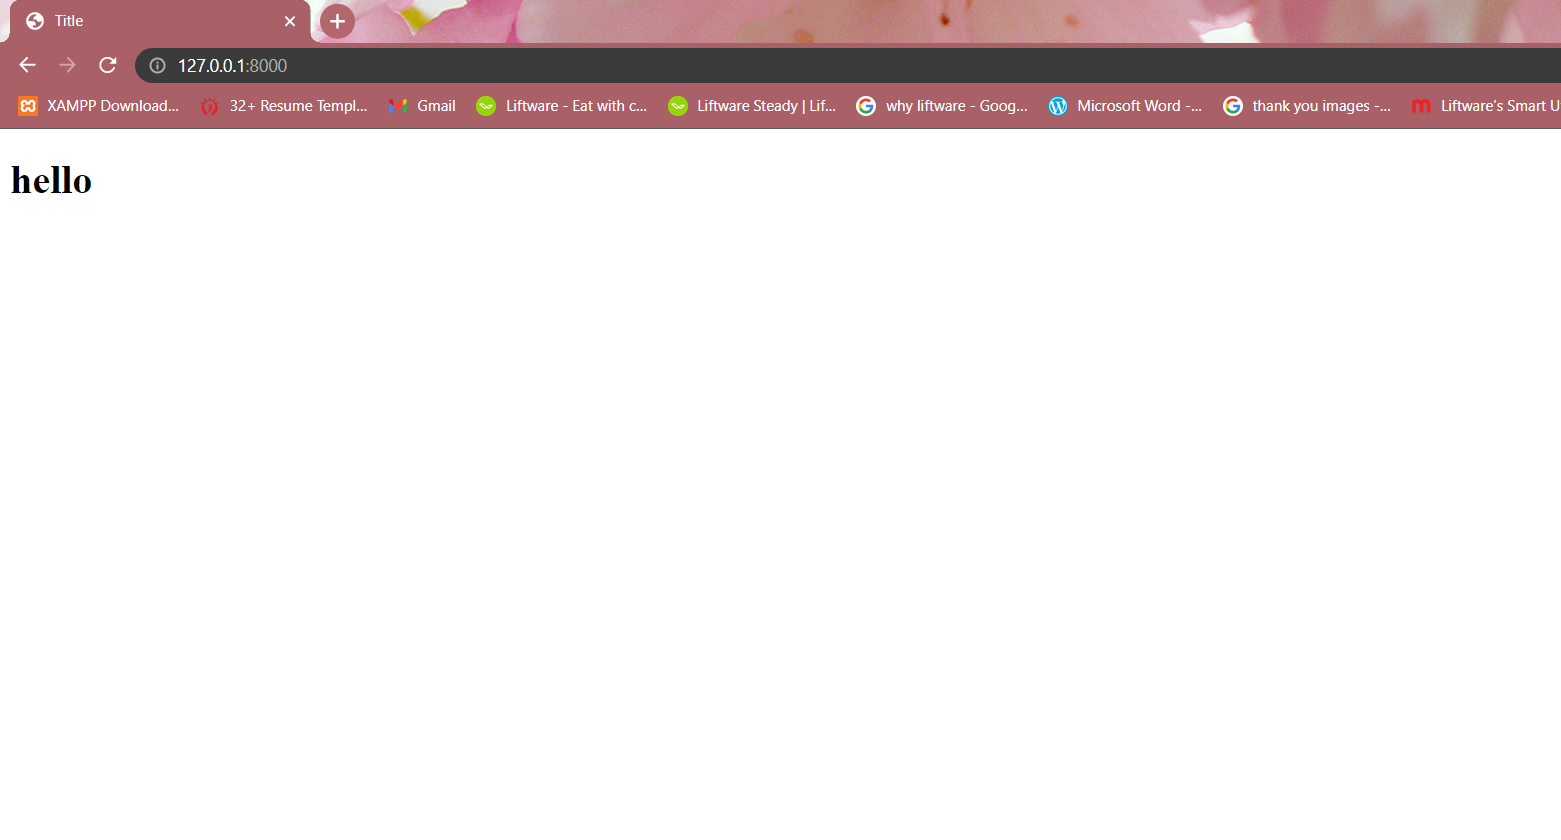 Title
127.0.0.1:8000
XAMPP Download... 32+ Resume Templ... Gmail Liftware - Eat with c... Liftware Steady | Lif... why liftware - Goog... Microsoft Word -... thank you images -... Liftware's Smart U
hello